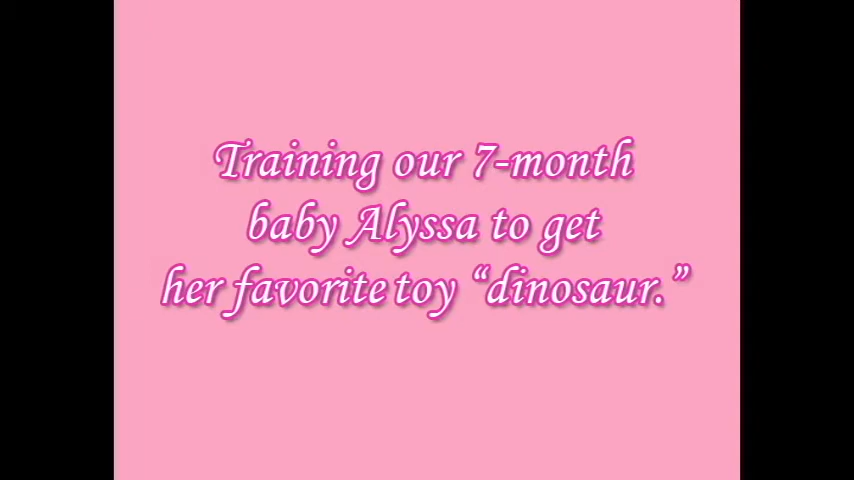 Training our 7-month
baby Alyssa to get
her favorite toy “dinosaur.”